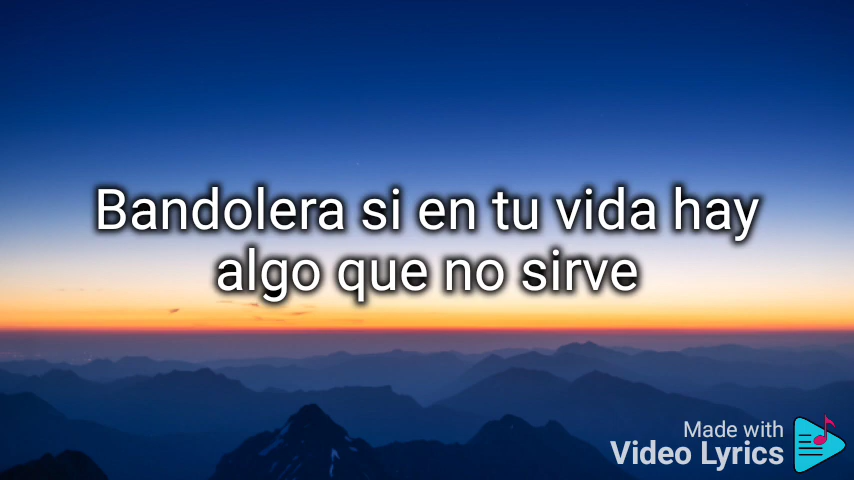 Bandolera si en tu vida hay
algo que no sirve
Made with
Video Lyrics